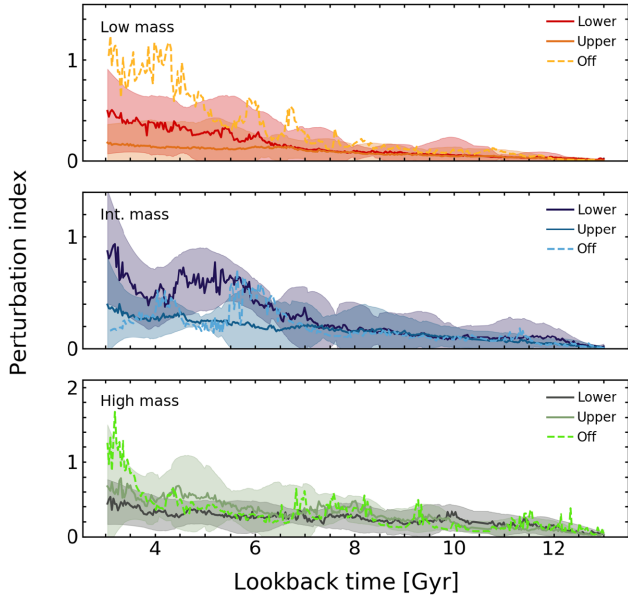 Low mass
Lower
Upper
Off
1
0
Int. mass
Lower
Upper
Off
1
0
Perturbation index
High mass
Lower
Upper
Off
2
1
0
4 6 8 10 12
Lookback time [Gyr]